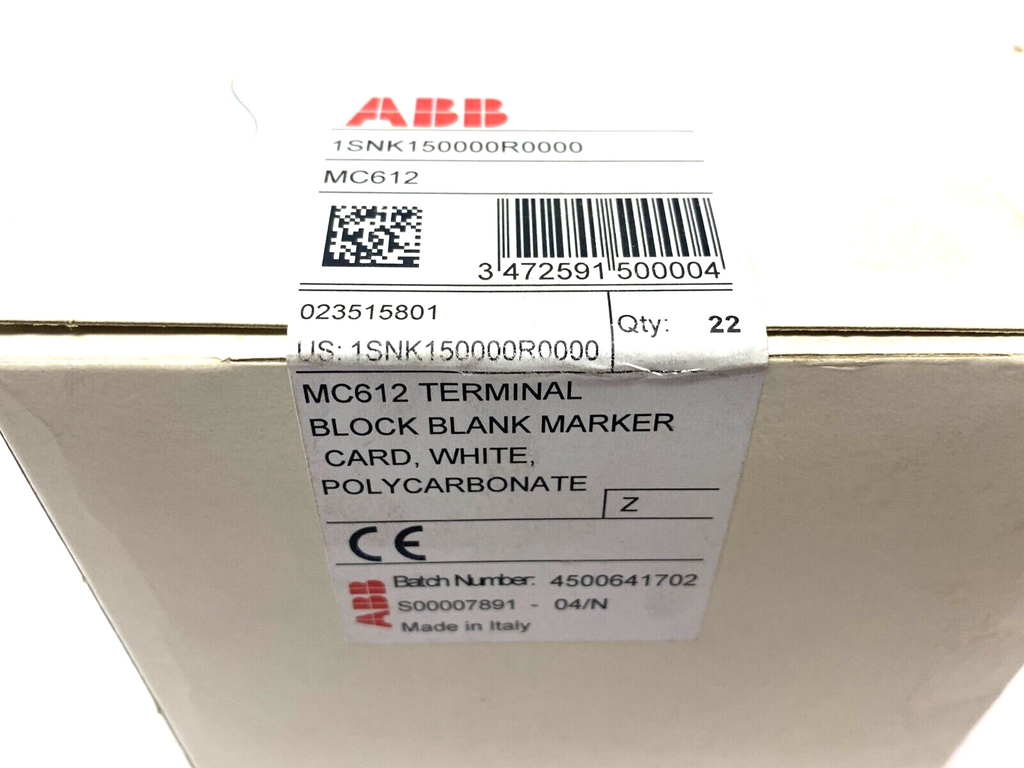 ABB
1SNK150000R0000
MC612
3 472591 500004
023515801
Qty: 22
US: 1SNK150000R0000
MC612 TERMINAL
BLOCK BLANK MARKER
CARD, WHITE,
POLYCARBONATE
Z
CE
ABB
Batch Number: 4500641702
S00007891 - 04/N
Made in Italy